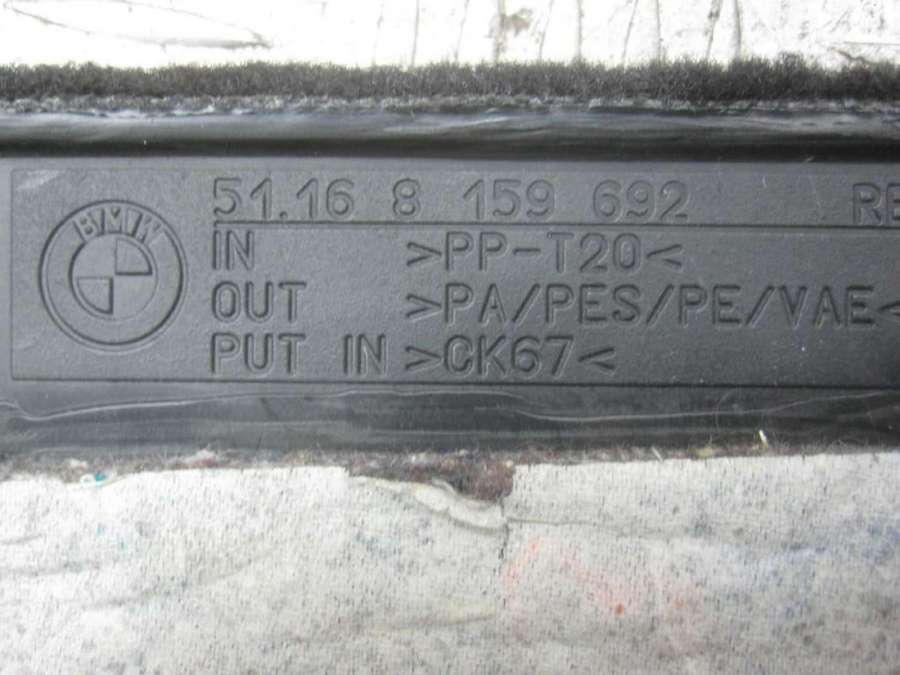 BMW
51.16 8 159 692
IN >PP-T20<
OUT >PA/PES/PE/VAE<
PUT IN >CK67<